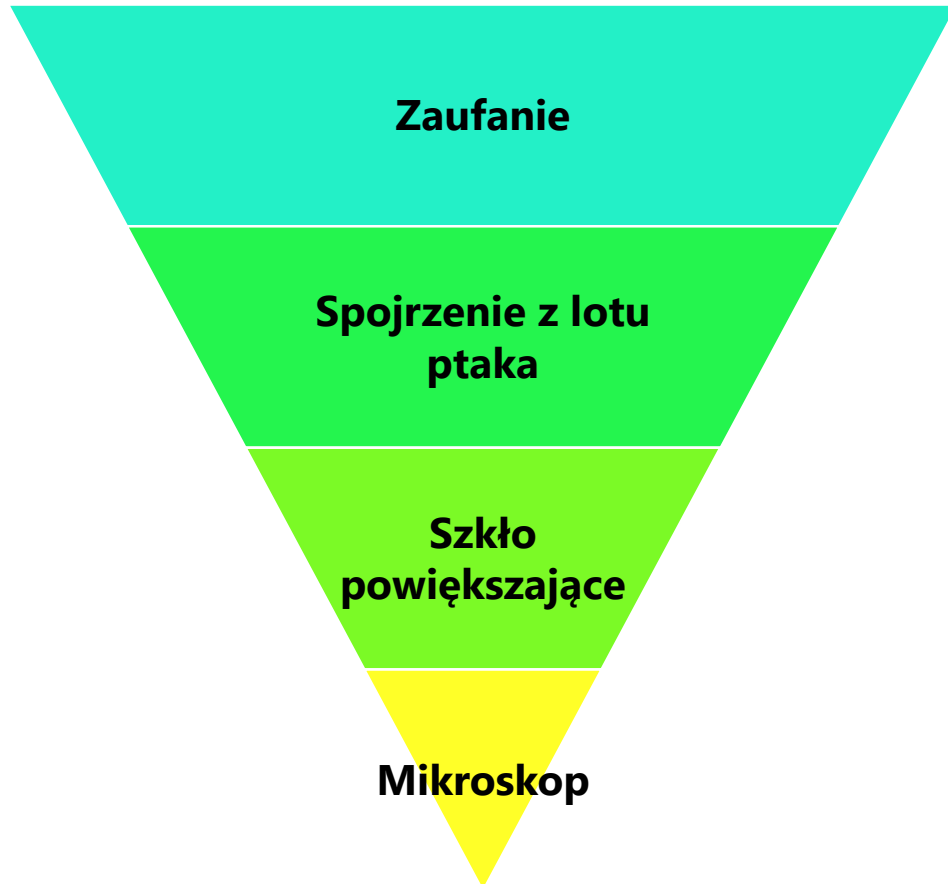 Zaufanie
Spojrzenie z lotu
ptaka
Szkło
powiększające
Mikroskop